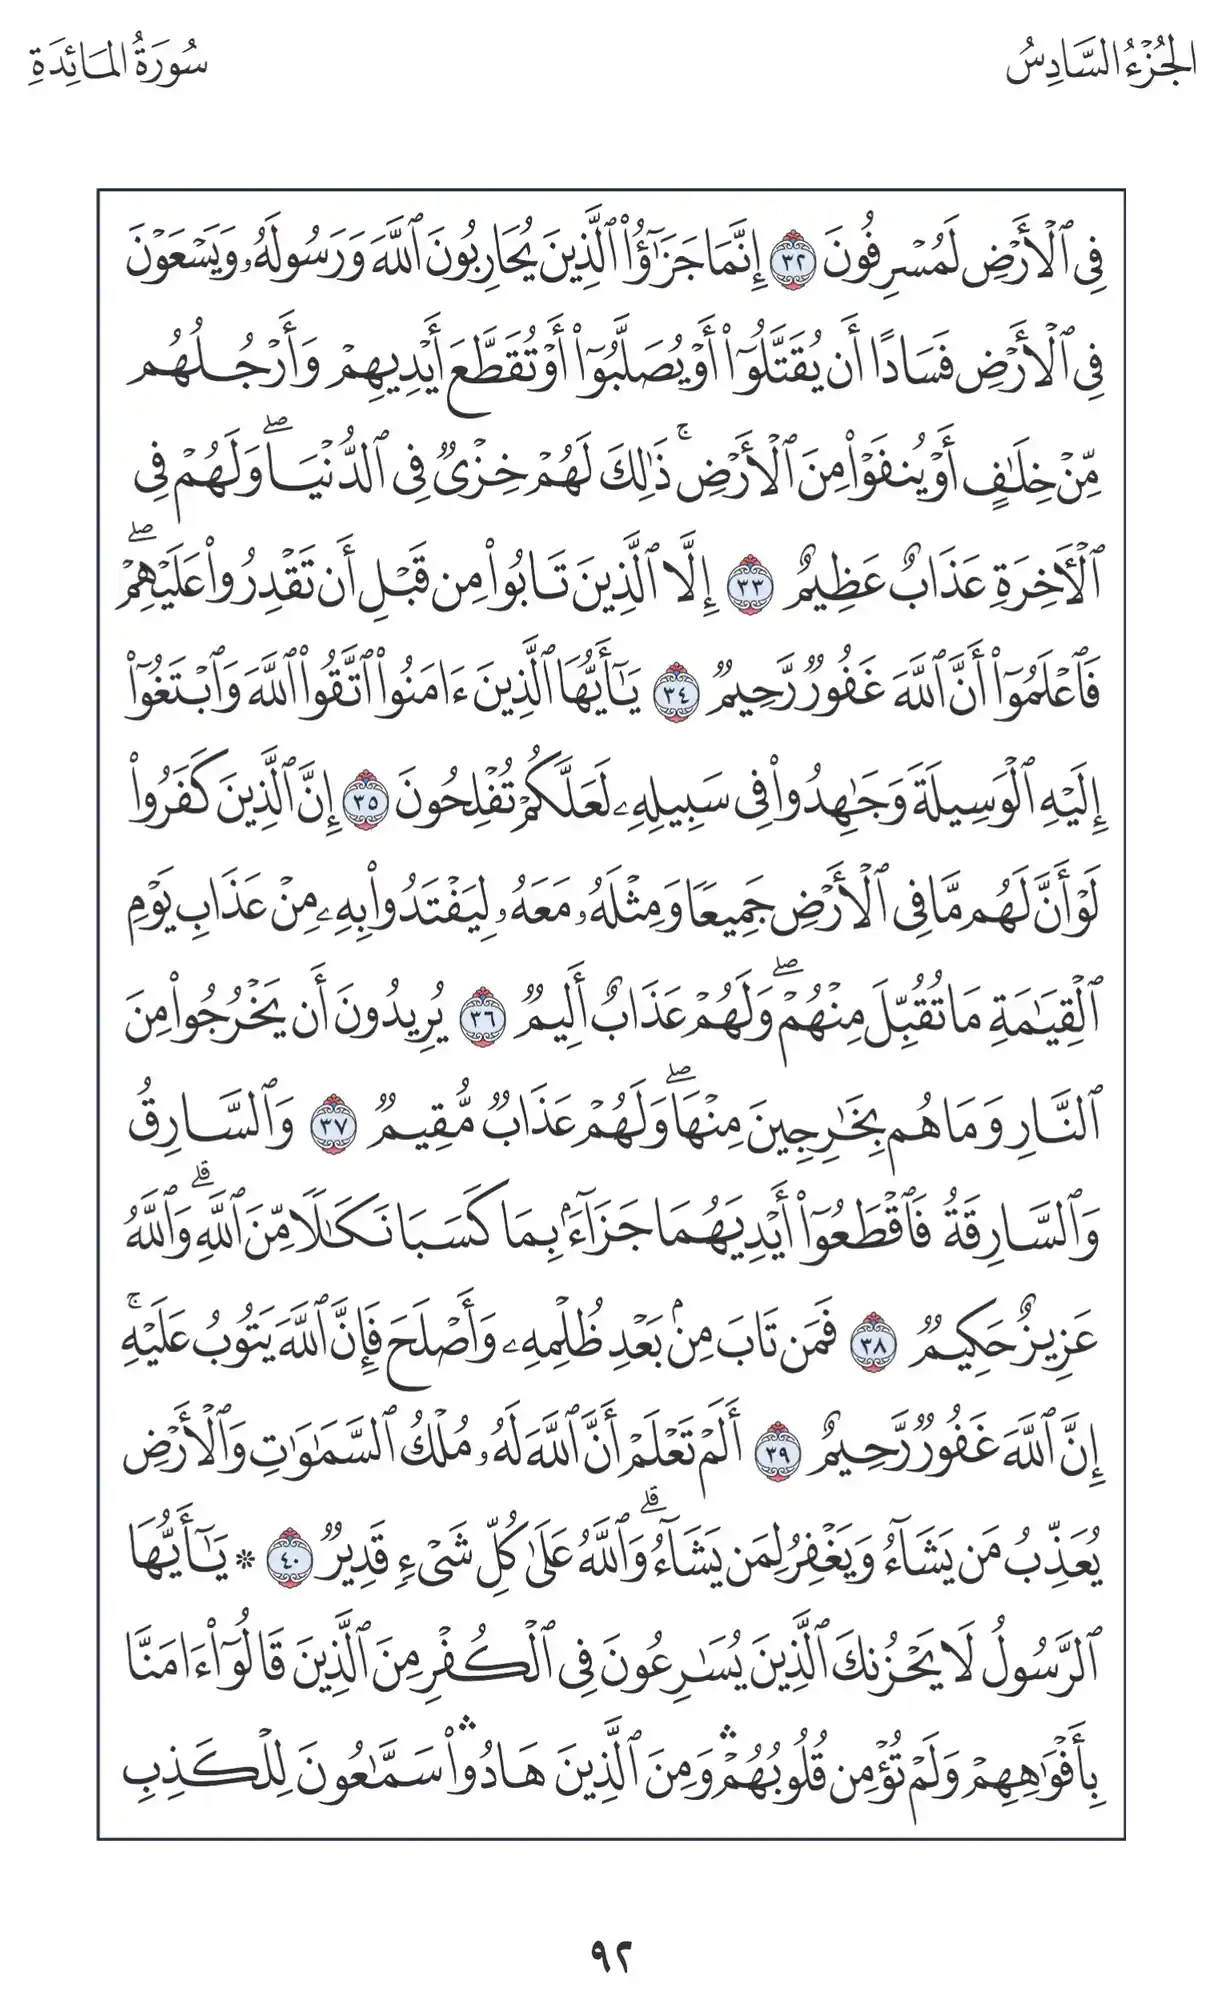 الجُزْءُ السَّادِسُ
سُورَةُ المَائِدَةِ
فِي ٱلْأَرْضِ لَمُسْرِفُونَ ٣٢ إِنَّمَا جَزَٰٓؤُا۟ ٱلَّذِينَ يُحَارِبُونَ ٱللَّهَ وَرَسُولَهُۥ وَيَسْعَوْنَ
فِي ٱلْأَرْضِ فَسَادًا أَن يُقَتَّلُوٓا۟ أَوْ يُصَلَّبُوٓا۟ أَوْ تُقَطَّعَ أَيْدِيهِمْ وَأَرْجُلُهُم
مِّنْ خِلَٰفٍ أَوْ يُنفَوْا۟ مِنَ ٱلْأَرْضِ ۚ ذَٰلِكَ لَهُمْ خِزْىٌ فِي ٱلدُّنْيَا ۖ وَلَهُمْ فِي
ٱلْأَخِرَةِ عَذَابٌ عَظِيمٌ ٣٣ إِلَّا ٱلَّذِينَ تَابُوا۟ مِن قَبْلِ أَن تَقْدِرُوا۟ عَلَيْهِمْ ۖ
فَٱعْلَمُوٓا۟ أَنَّ ٱللَّهَ غَفُورٌ رَّحِيمٌ ٣٤ يَٰٓأَيُّهَا ٱلَّذِينَ ءَامَنُوا۟ ٱتَّقُوا۟ ٱللَّهَ وَٱبْتَغُوٓا۟
إِلَيْهِ ٱلْوَسِيلَةَ وَجَٰهِدُوا۟ فِي سَبِيلِهِۦ لَعَلَّكُمْ تُفْلِحُونَ ٣٥ إِنَّ ٱلَّذِينَ كَفَرُوا۟
لَوْ أَنَّ لَهُم مَّا فِي ٱلْأَرْضِ جَمِيعًا وَمِثْلَهُۥ مَعَهُۥ لِيَفْتَدُوا۟ بِهِۦ مِنْ عَذَابِ يَوْمِ
ٱلْقِيَٰمَةِ مَا تُقُبِّلَ مِنْهُمْ ۖ وَلَهُمْ عَذَابٌ أَلِيمٌ ٣٦ يُرِيدُونَ أَن يَخْرُجُوا۟ مِنَ
ٱلنَّارِ وَمَا هُم بِخَٰرِجِينَ مِنْهَا ۖ وَلَهُمْ عَذَابٌ مُّقِيمٌ ٣٧ وَٱلسَّارِقُ
وَٱلسَّارِقَةُ فَٱقْطَعُوٓا۟ أَيْدِيَهُمَا جَزَآءًۢ بِمَا كَسَبَا نَكَٰلًا مِّنَ ٱللَّهِ ۗ وَٱللَّهُ
عَزِيزٌ حَكِيمٌ ٣٨ فَمَن تَابَ مِنۢ بَعْدِ ظُلْمِهِۦ وَأَصْلَحَ فَإِنَّ ٱللَّهَ يَتُوبُ عَلَيْهِ ۚ
إِنَّ ٱللَّهَ غَفُورٌ رَّحِيمٌ ٣٩ أَلَمْ تَعْلَمْ أَنَّ ٱللَّهَ لَهُۥ مُلْكُ ٱلسَّمَٰوَٰتِ وَٱلْأَرْضِ
يُعَذِّبُ مَن يَشَآءُ وَيَغْفِرُ لِمَن يَشَآءُ ۗ وَٱللَّهُ عَلَىٰ كُلِّ شَىْءٍ قَدِيرٌ ٤٠ * يَٰٓأَيُّهَا
ٱلرَّسُولُ لَا يَحْزُنكَ ٱلَّذِينَ يُسَٰرِعُونَ فِي ٱلْكُفْرِ مِنَ ٱلَّذِينَ قَالُوٓا۟ ءَامَنَّا
بِأَفْوَٰهِهِمْ وَلَمْ تُؤْمِن قُلُوبُهُمْ ۛ وَمِنَ ٱلَّذِينَ هَادُوا۟ ۛ سَمَّٰعُونَ لِلْكَذِبِ
٩٢